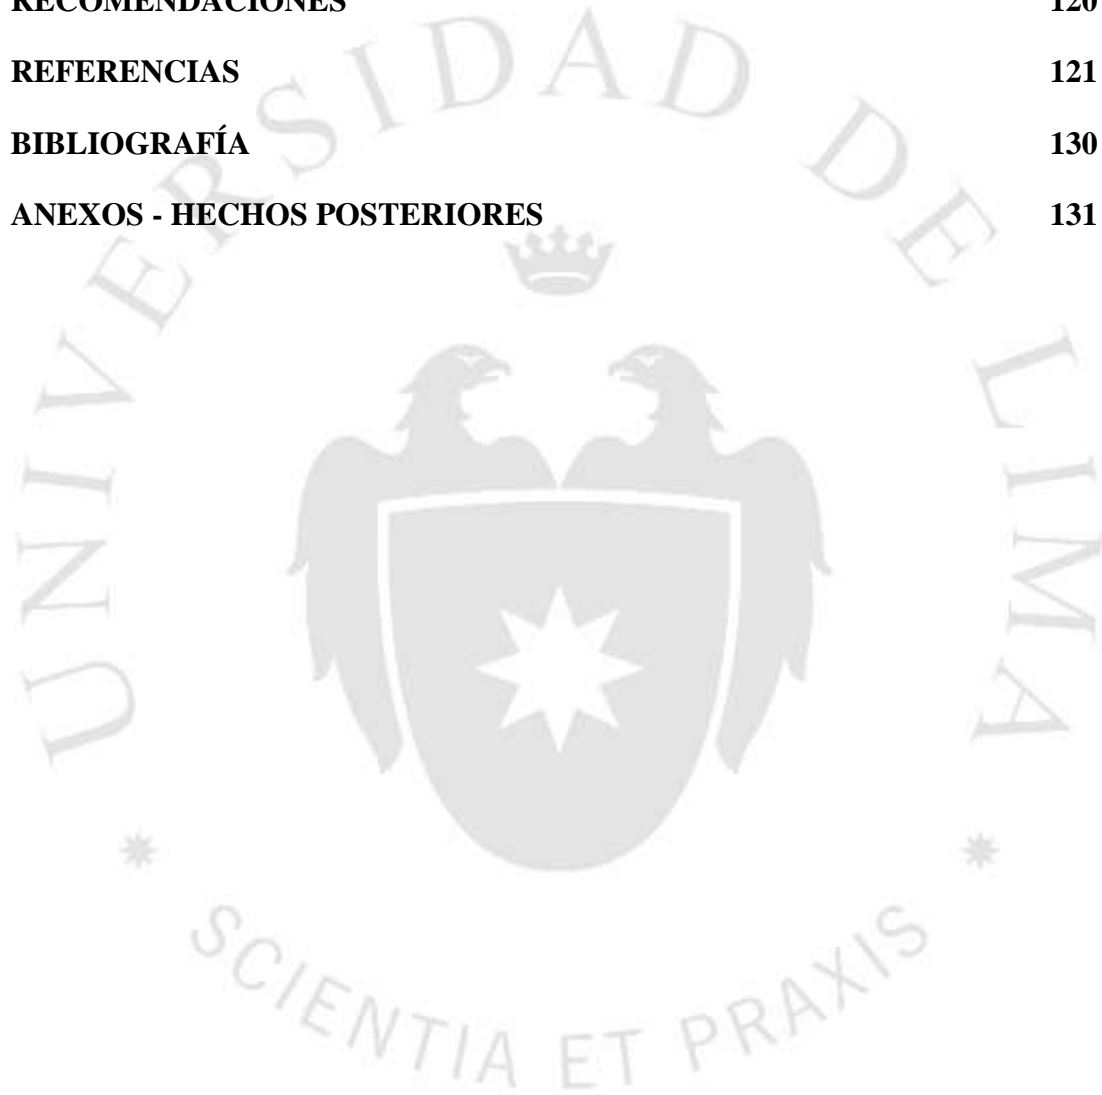 RECOMENDACIONES 120
REFERENCIAS 121
BIBLIOGRAFÍA 130
ANEXOS - HECHOS POSTERIORES 131
UNIVERSIDAD DE LIMA
SCIENTIA ET PRAXIS